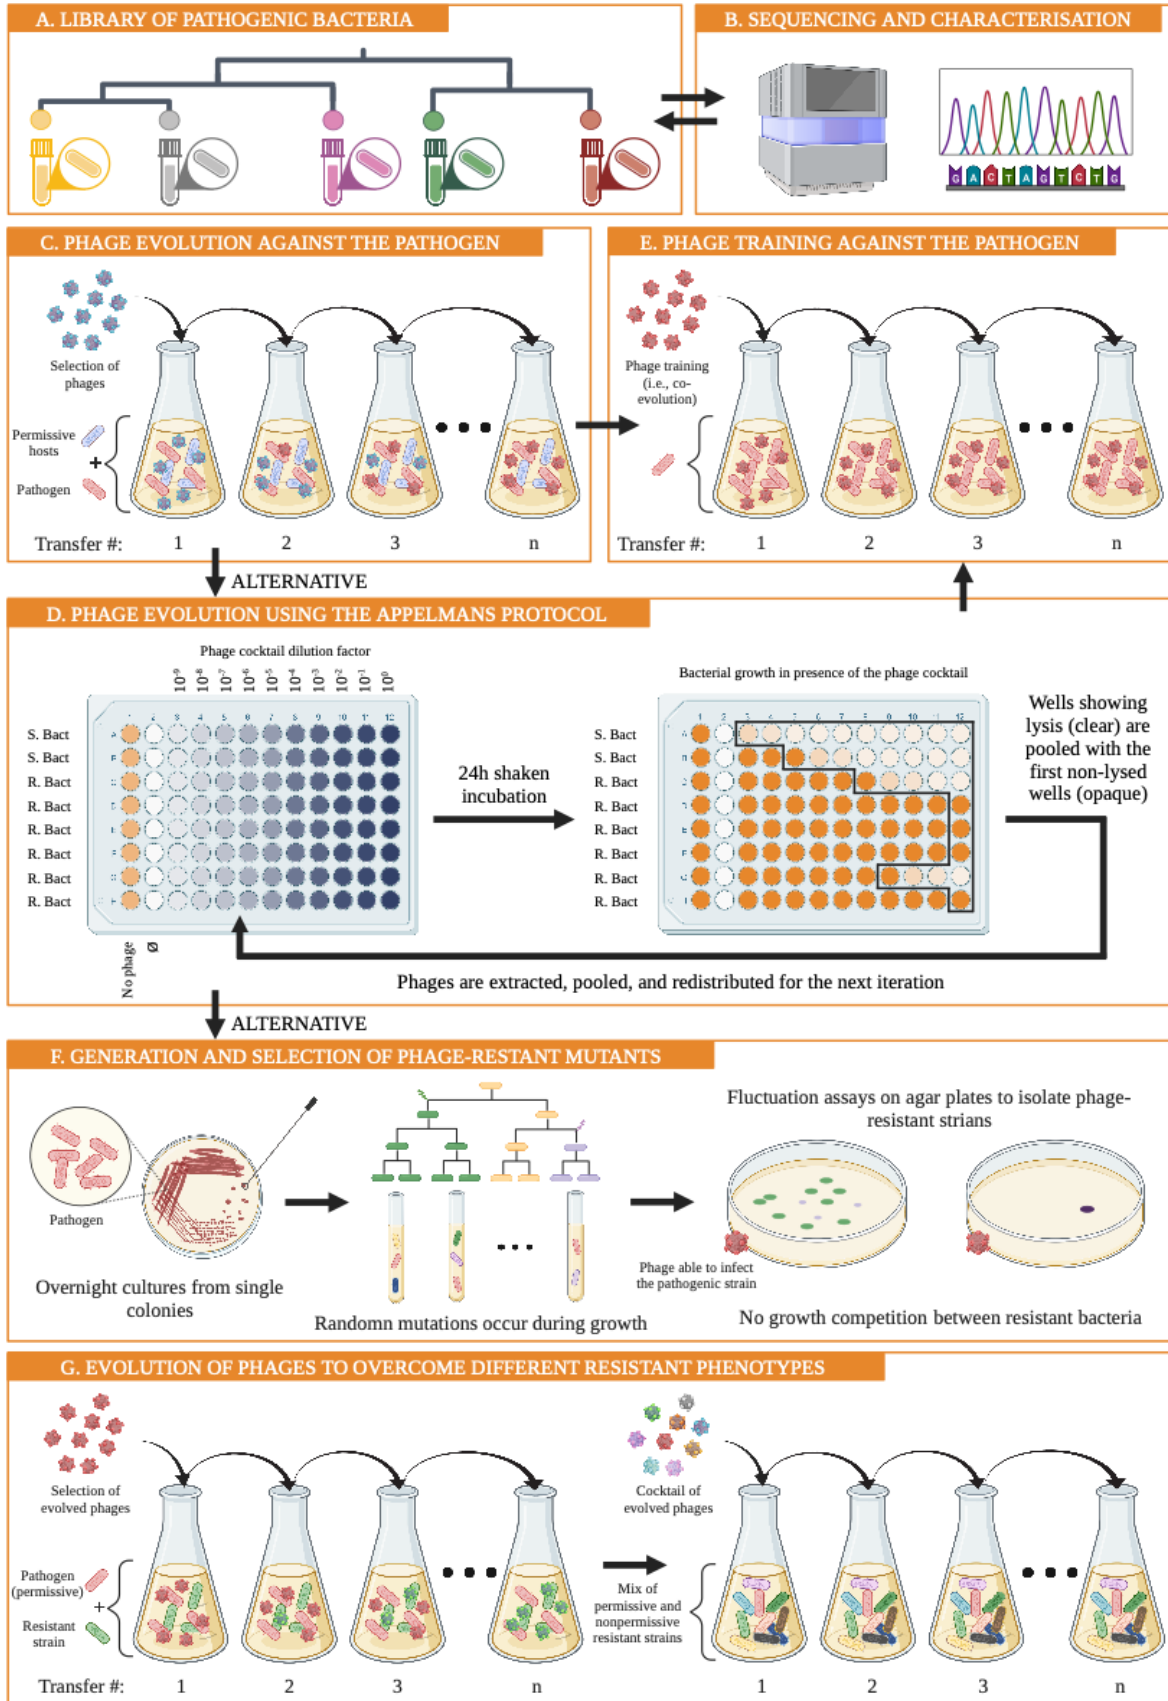 A. LIBRARY OF PATHOGENIC BACTERIA
B. SEQUENCING AND CHARACTERISATION
G A C T A G T C T G
C. PHAGE EVOLUTION AGAINST THE PATHOGEN
Selection of
phages
Permissive
hosts
+
Pathogen
Transfer #: 1 2 3 n
E. PHAGE TRAINING AGAINST THE PATHOGEN
Phage training
(i.e., co-
evolution)
Transfer #: 1 2 3 n
ALTERNATIVE
D. PHAGE EVOLUTION USING THE APPELMANS PROTOCOL
Phage cocktail dilution factor
10⁻⁹ 10⁻⁸ 10⁻⁷ 10⁻⁶ 10⁻⁵ 10⁻⁴ 10⁻³ 10⁻² 10⁻¹ 10⁰
S. Bact
S. Bact
R. Bact
R. Bact
R. Bact
R. Bact
R. Bact
R. Bact
No phage
Ø
24h shaken
incubation
Bacterial growth in presence of the phage cocktail
S. Bact
S. Bact
R. Bact
R. Bact
R. Bact
R. Bact
R. Bact
R. Bact
Wells showing
lysis (clear) are
pooled with the
first non-lysed
wells (opaque)
Phages are extracted, pooled, and redistributed for the next iteration
ALTERNATIVE
F. GENERATION AND SELECTION OF PHAGE-RESTANT MUTANTS
Pathogen
Overnight cultures from single
colonies
Randomn mutations occur during growth
Fluctuation assays on agar plates to isolate phage-
resistant strians
Phage able to infect
the pathogenic strain
No growth competition between resistant bacteria
G. EVOLUTION OF PHAGES TO OVERCOME DIFFERENT RESISTANT PHENOTYPES
Selection of
evolved phages
Pathogen
(permissive)
+
Resistant
strain
Transfer #: 1 2 3 n
Cocktail of
evolved phages
Mix of
permissive and
nonpermissive
resistant strains
1 2 3 n